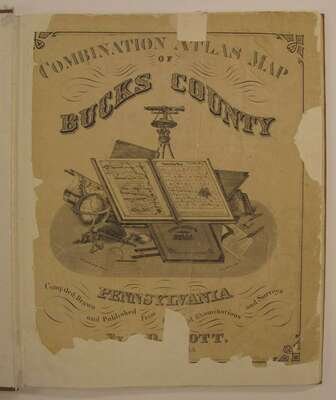 COMBINATION ATLAS MAP
OF
BUCKS COUNTY
PENNSYLVANIA
Compiled, Drawn and Published From Examinations and Surveys
OTT.